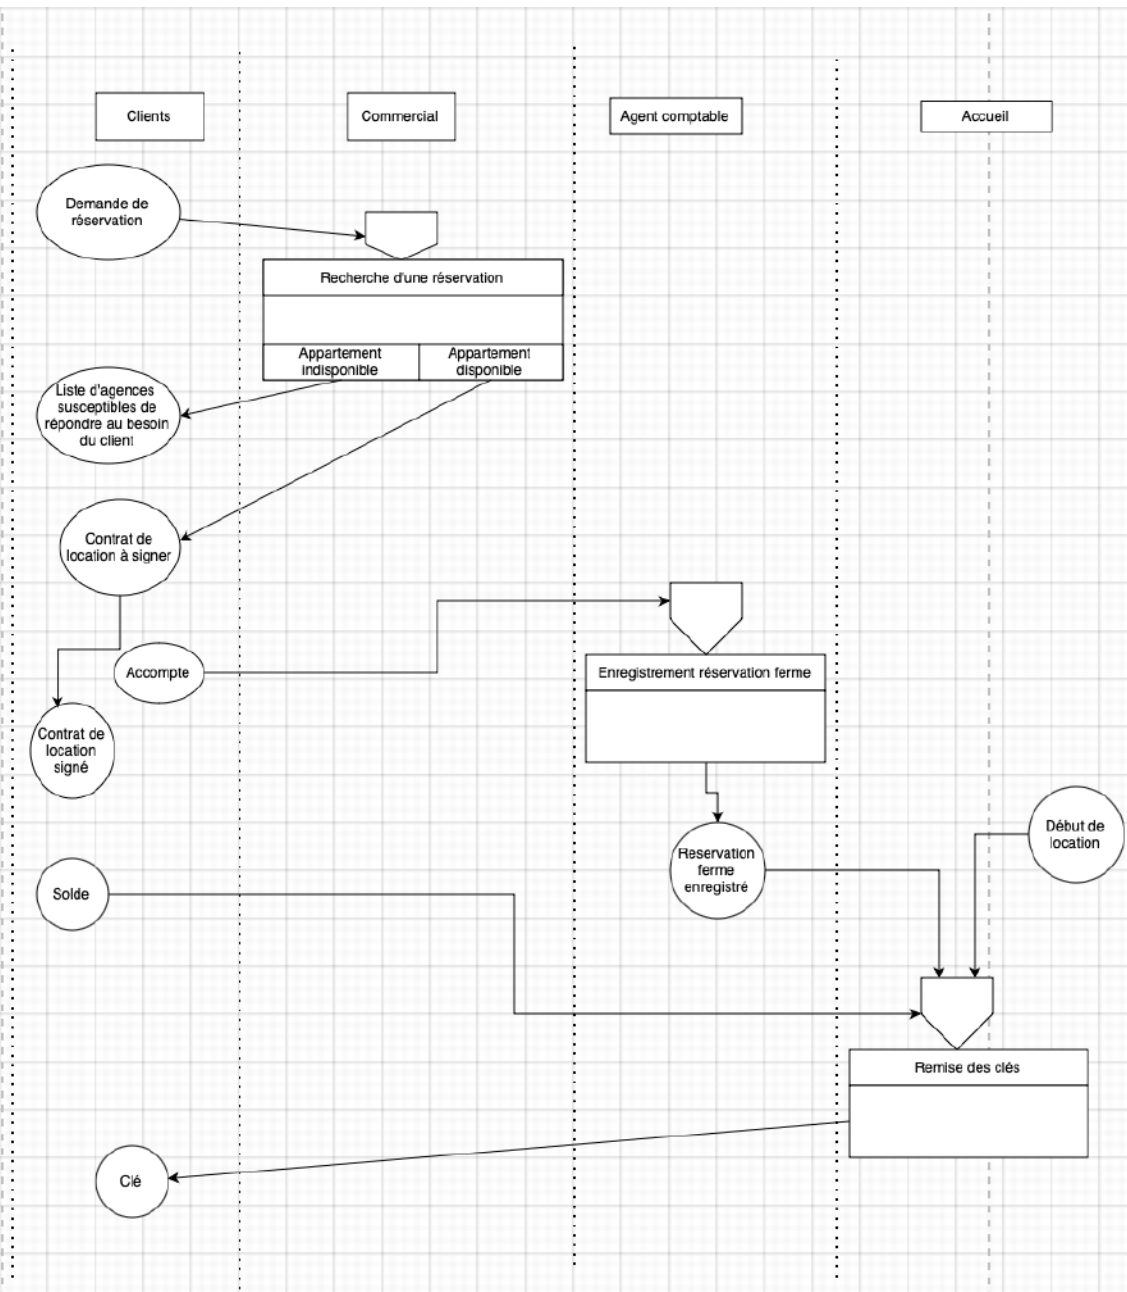 Clients
Commercial
Agent comptable
Accueil
Demande de
réservation
Recherche d'une réservation
Appartement
indisponible
Appartement
disponible
Liste d'agences
susceptibles de
répondre au besoin
du client
Contrat de
location à signer
Accompte
Enregistrement réservation ferme
Contrat de
location
signé
Début de
location
Reservation
ferme
enregistré
Solde
Remise des clés
Clé